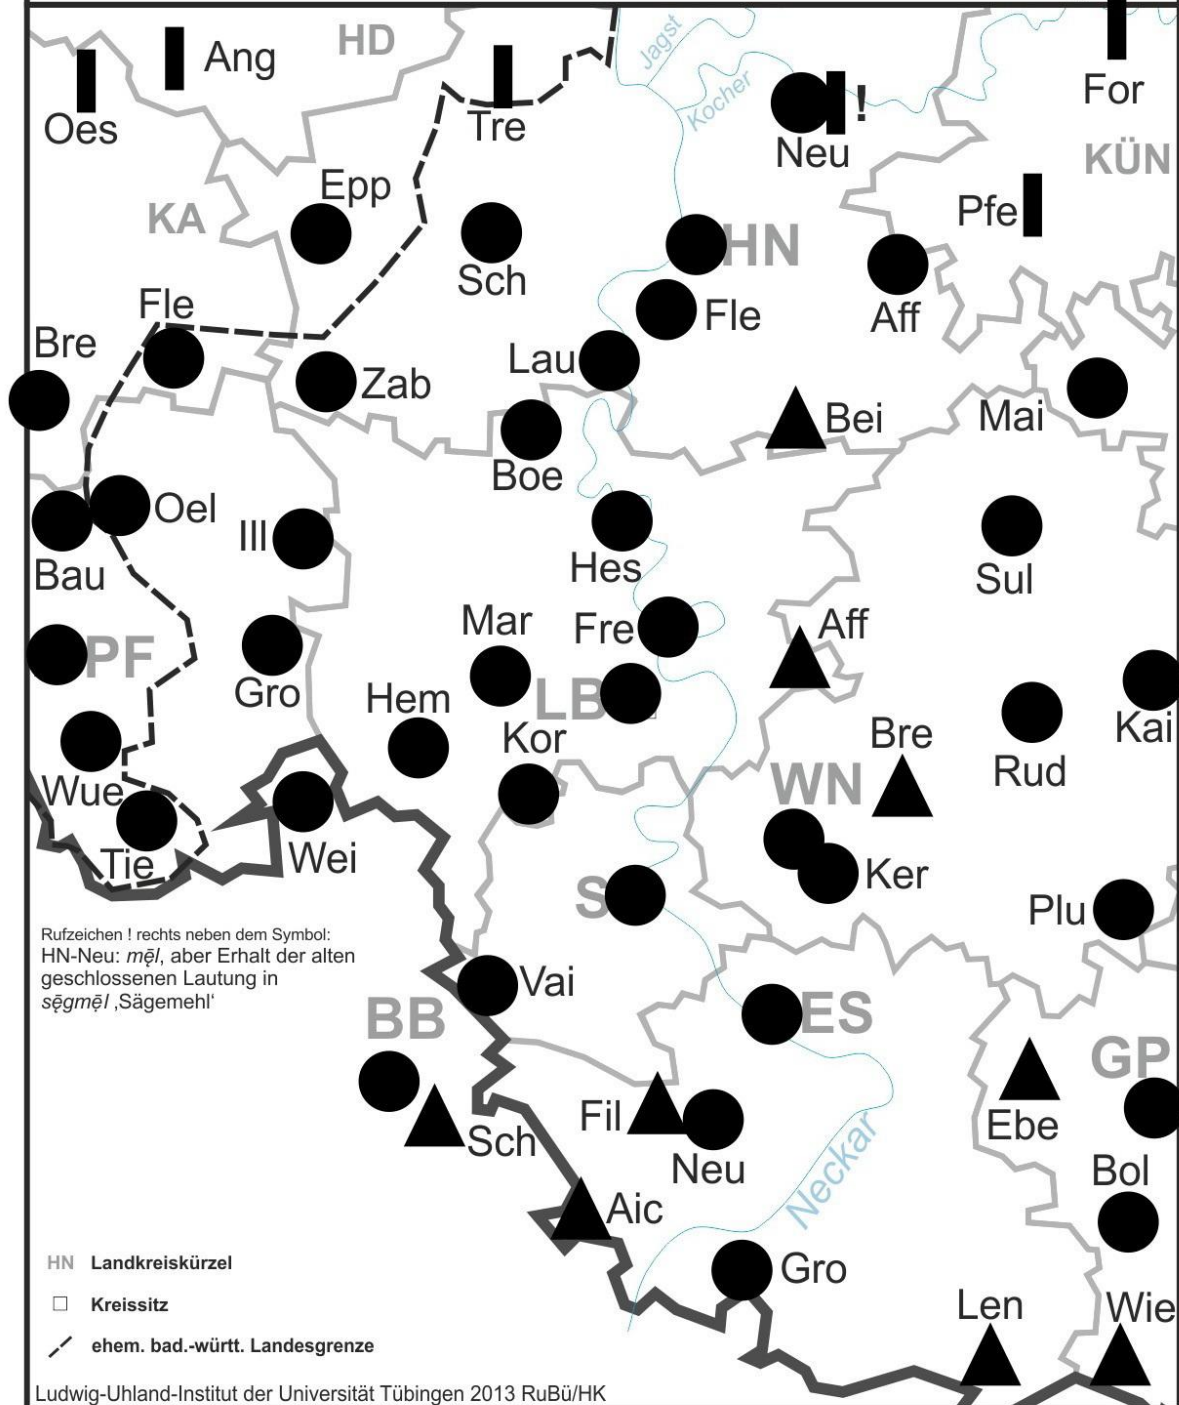 Jagst
HD
Ang
Oes
Tre
Kocher
!
Neu
For
KÜN
Epp
KA
Pfe
HN
Sch
Fle
Fle
Aff
Bre
Lau
Zab
Bei
Mai
Boe
Oel
Ill
Bau
Hes
Sul
Mar
Fre
Aff
PF
Gro
Hem
LB
Kor
Bre
Kai
Rud
WN
Wue
Tie
Wei
S
Ker
Plu
Rufzeichen ! rechts neben dem Symbol:
HN-Neu: mę̄l, aber Erhalt der alten
geschlossenen Lautung in
sę̄gmę̄l ‚Sägemehl‘
Vai
BB
ES
GP
Fil
Ebe
Sch
Neu
Bol
Neckar
Aic
HN Landkreiskürzel
Gro
Kreissitz
Len
Wie
ehem. bad.-württ. Landesgrenze
Ludwig-Uhland-Institut der Universität Tübingen 2013 RuBü/HK